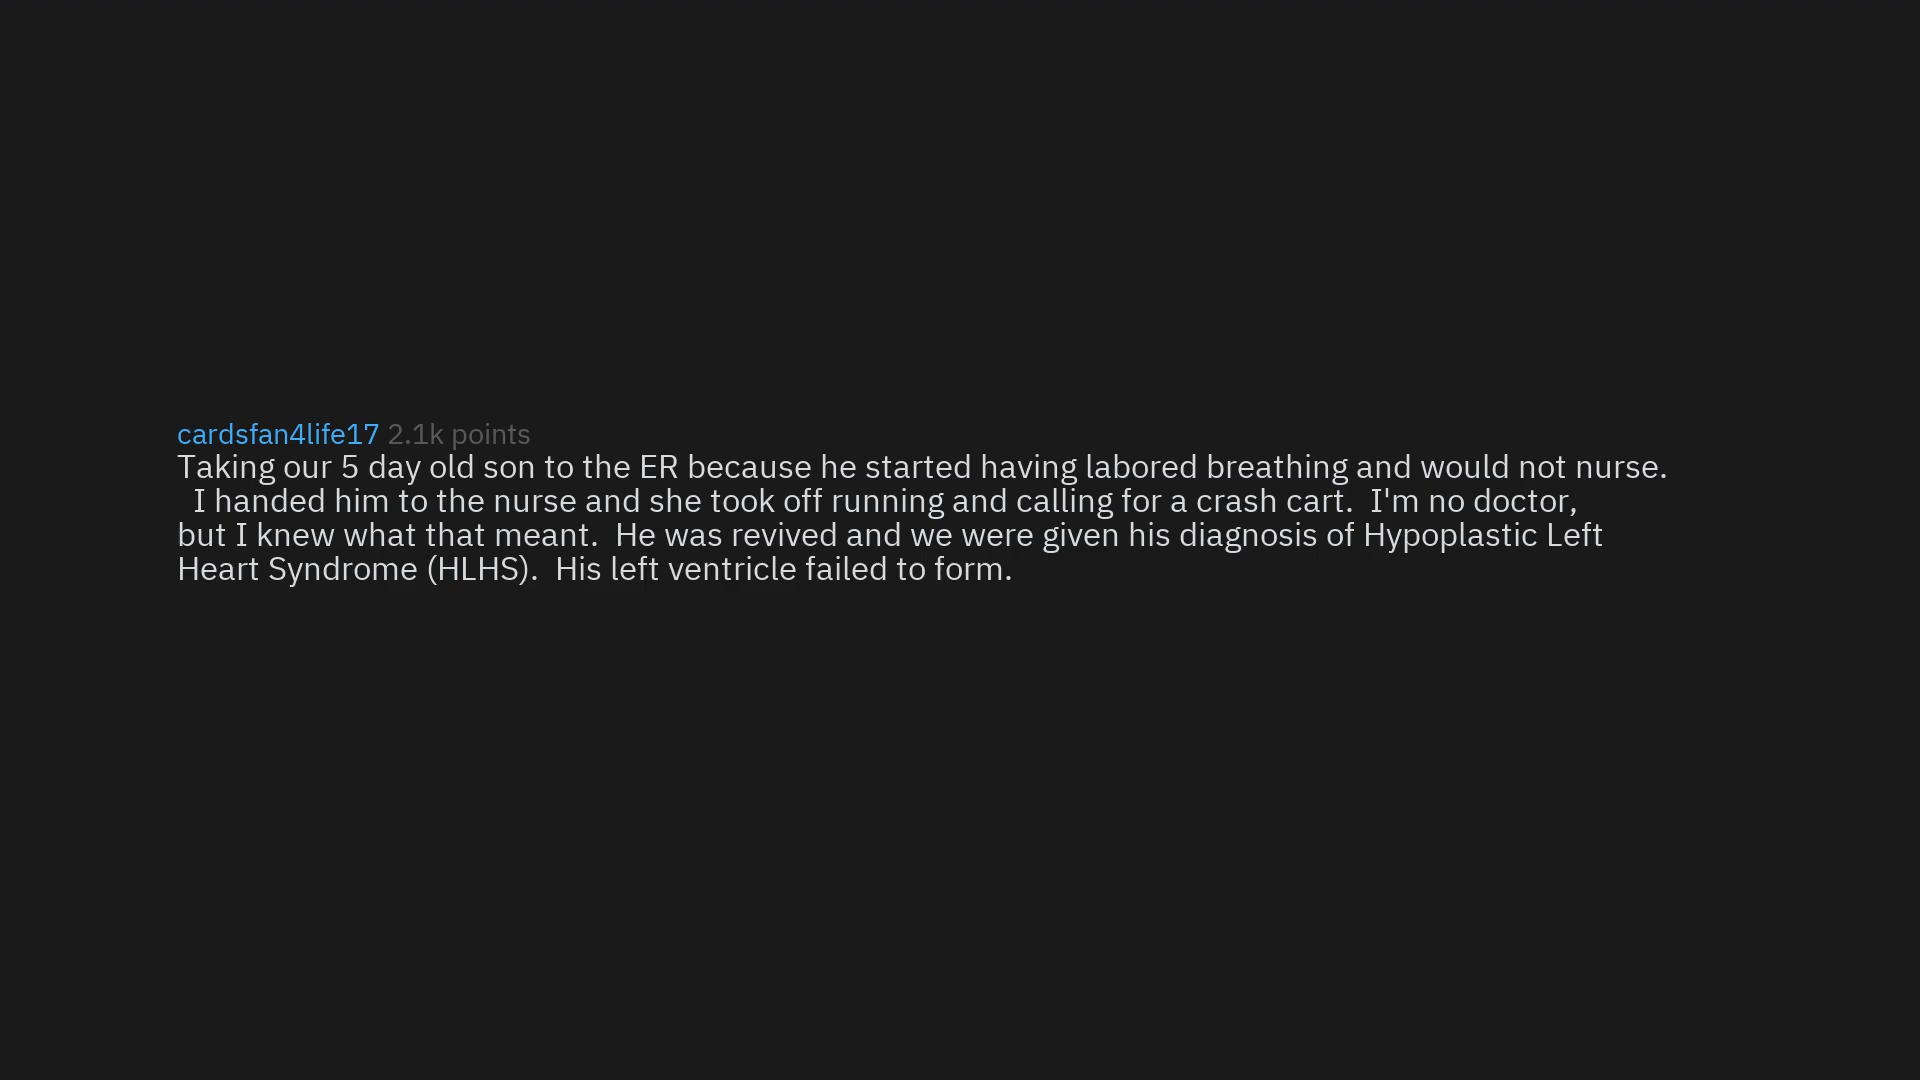 cardsfan4life17 2.1k points
Taking our 5 day old son to the ER because he started having labored breathing and would not nurse.
I handed him to the nurse and she took off running and calling for a crash cart.  I'm no doctor,
but I knew what that meant.  He was revived and we were given his diagnosis of Hypoplastic Left
Heart Syndrome (HLHS).  His left ventricle failed to form.